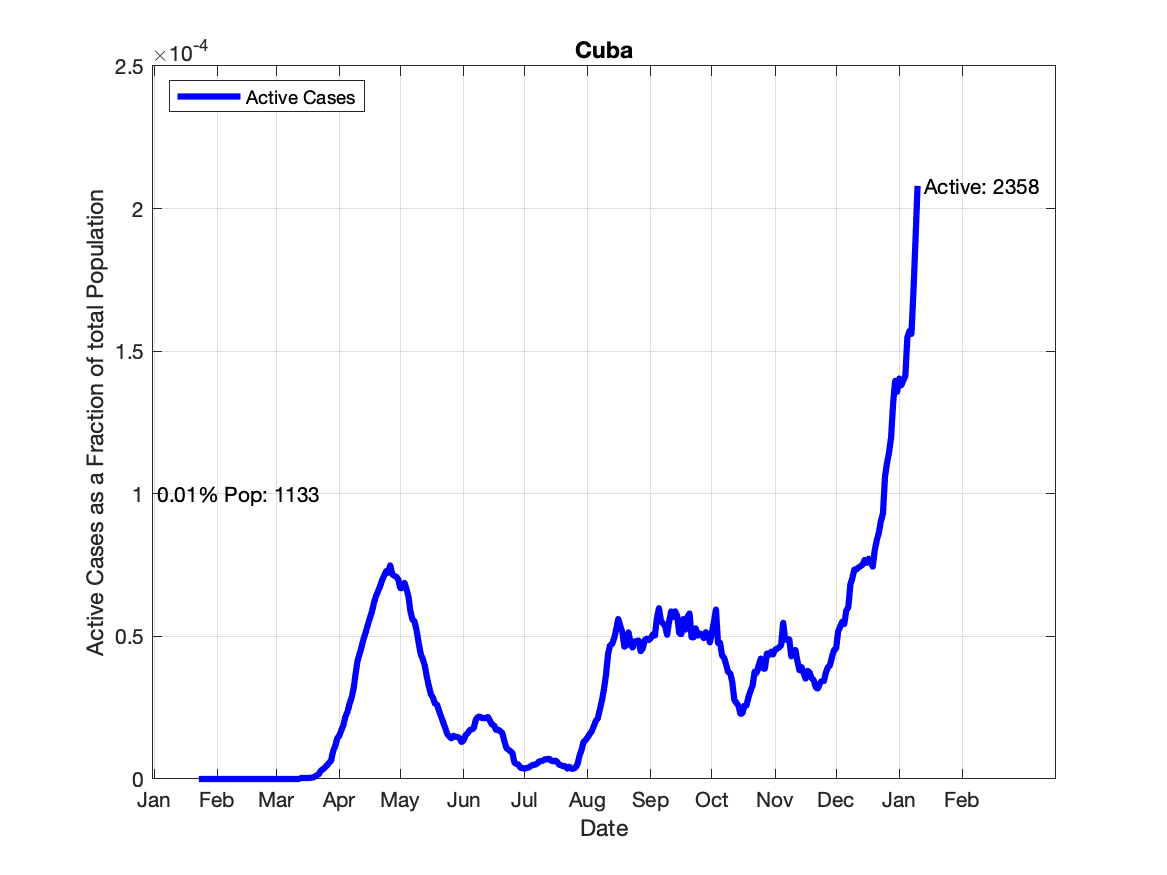 Cuba
×10-4
Active Cases
2.5
2
1.5
1
0.5
0
Active: 2358
0.01% Pop: 1133
Active Cases as a Fraction of total Population
Jan Feb Mar Apr May Jun Jul Aug Sep Oct Nov Dec Jan Feb
Date